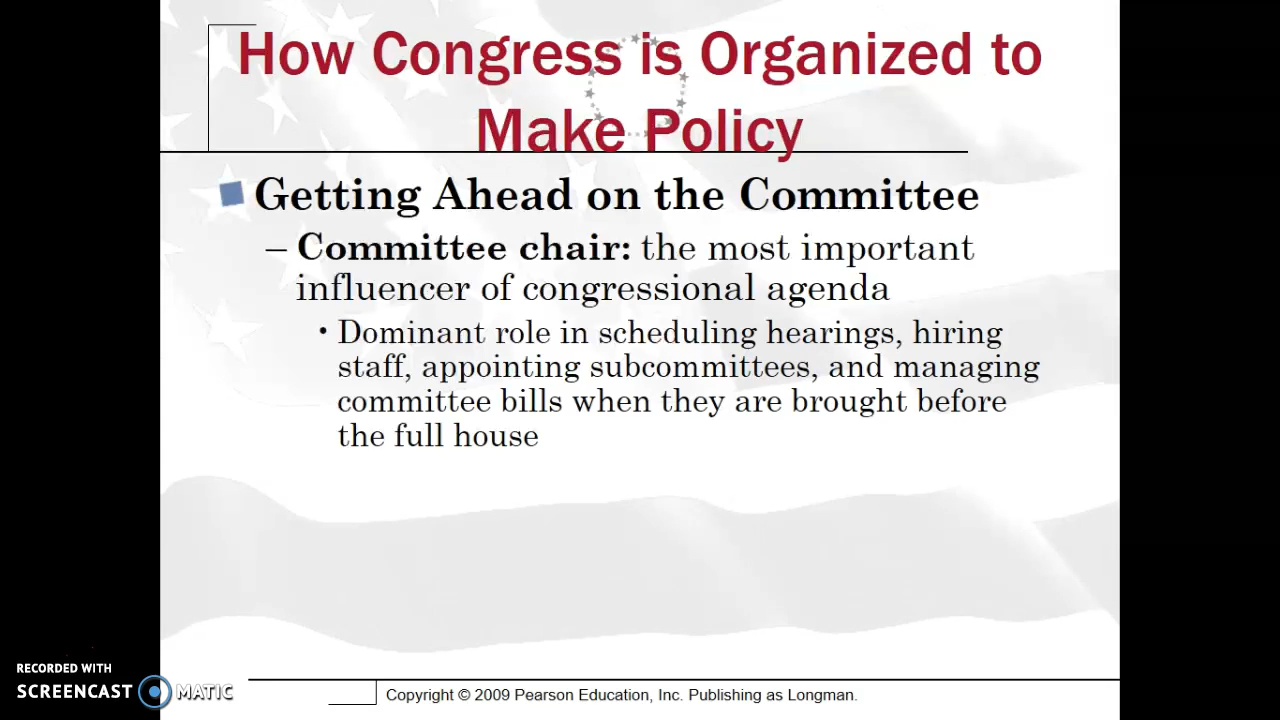 How Congress is Organized to
Make Policy
Getting Ahead on the Committee
– Committee chair: the most important
influencer of congressional agenda
• Dominant role in scheduling hearings, hiring
staff, appointing subcommittees, and managing
committee bills when they are brought before
the full house
RECORDED WITH
SCREENCAST MATIC
Copyright © 2009 Pearson Education, Inc. Publishing as Longman.